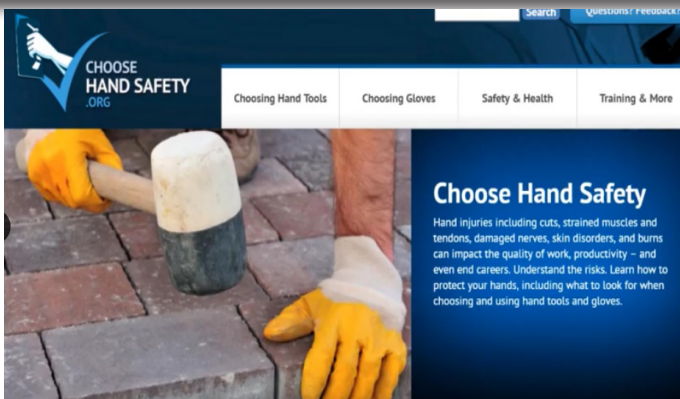 Search
Questions? Feedback?
CHOOSE
HAND SAFETY
.ORG
Choosing Hand Tools
Choosing Gloves
Safety & Health
Training & More
Choose Hand Safety
Hand injuries including cuts, strained muscles and
tendons, damaged nerves, skin disorders, and burns
can impact the quality of work, productivity – and
even end careers. Understand the risks. Learn how to
protect your hands, including what to look for when
choosing and using hand tools and gloves.